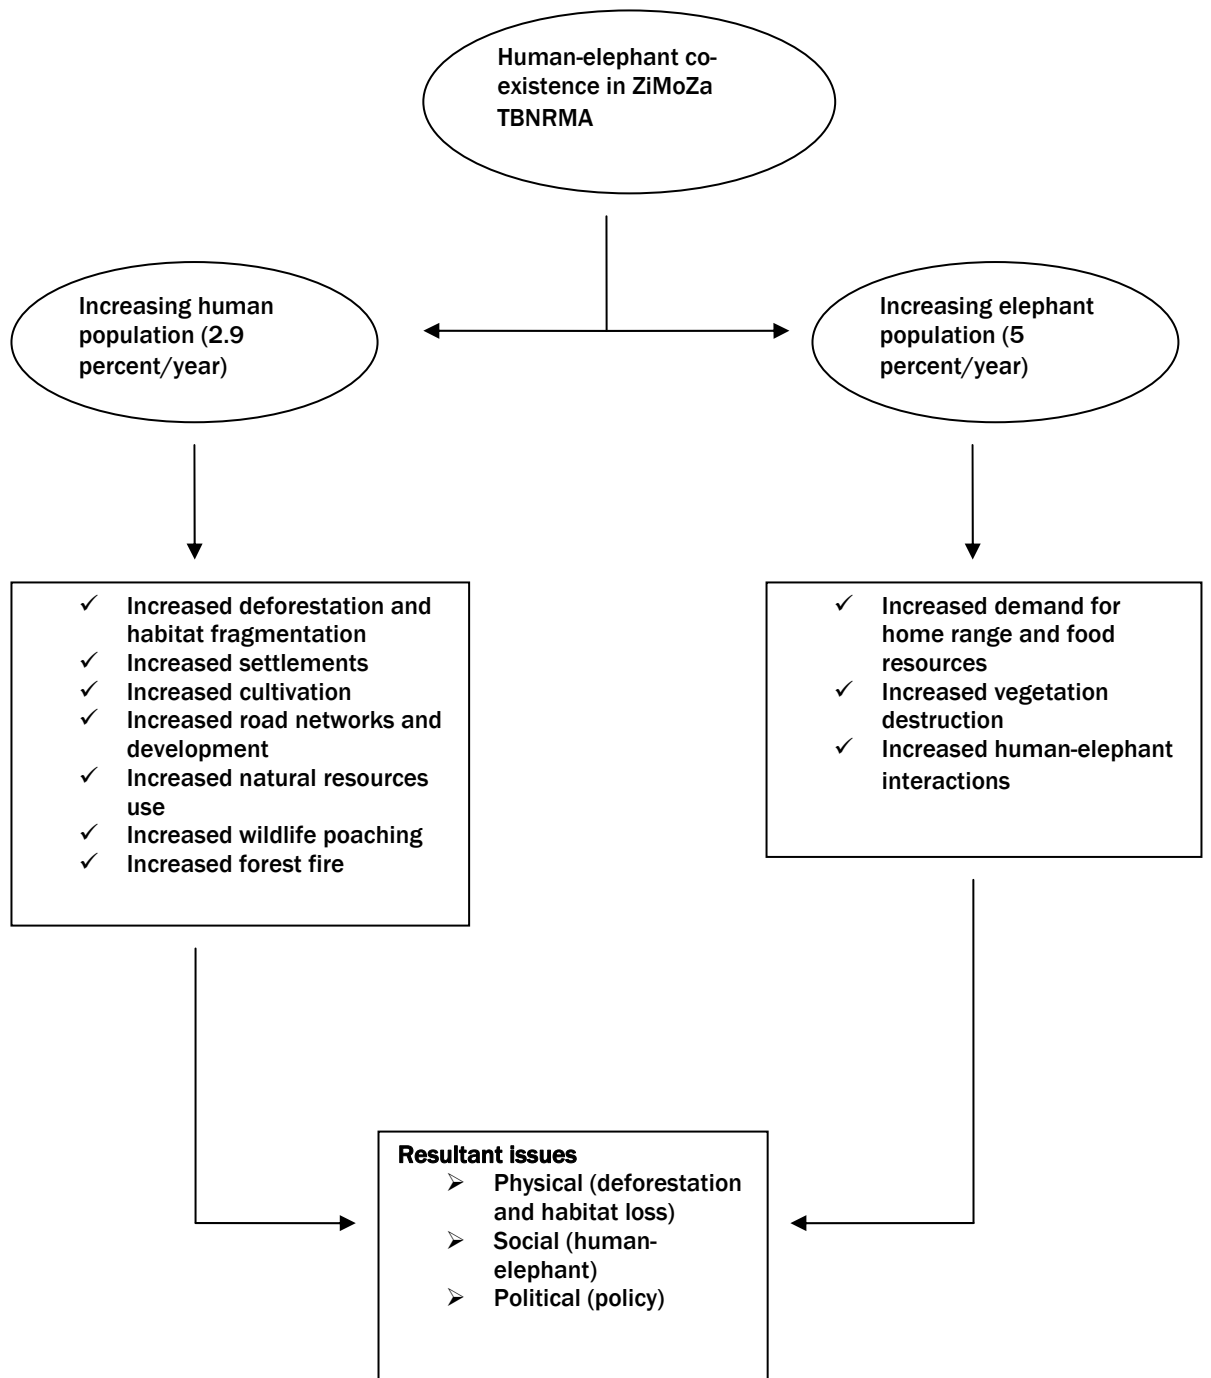 Human-elephant co-
existence in ZiMoZa
TBNRMA
Increasing human
population (2.9
percent/year)
Increasing elephant
population (5
percent/year)
✓ Increased deforestation and
habitat fragmentation
✓ Increased settlements
✓ Increased cultivation
✓ Increased road networks and
development
✓ Increased natural resources
use
✓ Increased wildlife poaching
✓ Increased forest fire
✓ Increased demand for
home range and food
resources
✓ Increased vegetation
destruction
✓ Increased human-elephant
interactions
Resultant issues
➢ Physical (deforestation
and habitat loss)
➢ Social (human-
elephant)
➢ Political (policy)